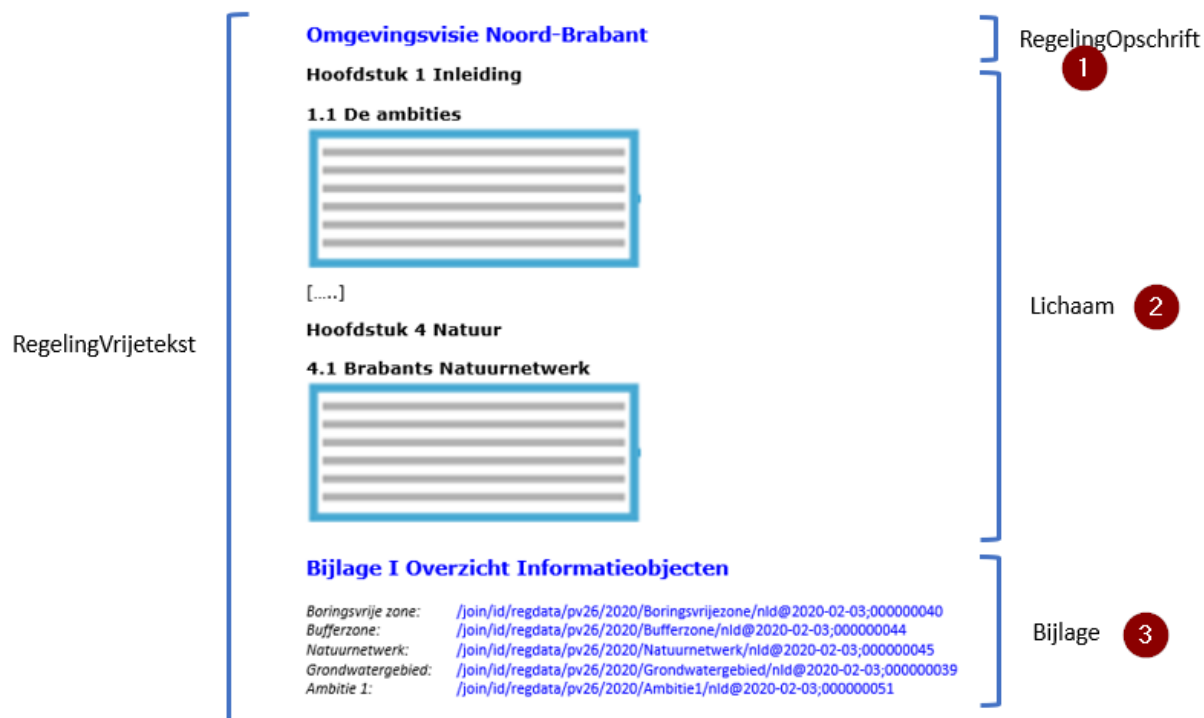 Omgevingsvisie Noord-Brabant
RegelingOpschrift
1
Hoofdstuk 1 Inleiding
1.1 De ambities
[.....]
Lichaam 2
Hoofdstuk 4 Natuur
RegelingVrijetekst
4.1 Brabants Natuurnetwerk
Bijlage I Overzicht Informatieobjecten
Boringsvrije zone: /join/id/regdata/pv26/2020/Boringsvrijezone/nld@2020-02-03;000000040
Bufferzone: /join/id/regdata/pv26/2020/Bufferzone/nld@2020-02-03;000000044
Bijlage 3
Natuurnetwerk: /join/id/regdata/pv26/2020/Natuurnetwerk/nld@2020-02-03;000000045
Grondwatergebied: /join/id/regdata/pv26/2020/Grondwatergebied/nld@2020-02-03;000000039
Ambitie 1: /join/id/regdata/pv26/2020/Ambitie1/nld@2020-02-03;000000051